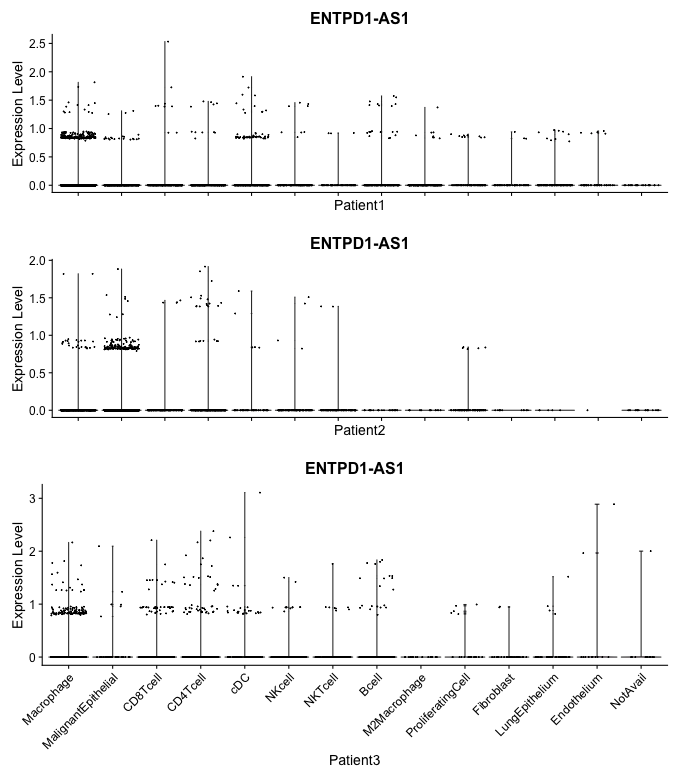 ENTPD1-AS1
Expression Level
2.5
2.0
1.5
1.0
0.5
0.0
Patient1
ENTPD1-AS1
Expression Level
2.0
1.5
1.0
0.5
0.0
Patient2
ENTPD1-AS1
Expression Level
3
2
1
0
Macrophage
MalignantEpithelial
CD8Tcell
CD4Tcell
cDC
NKcell
NKTcell
Bcell
M2Macrophage
ProliferatingCell
Fibroblast
LungEpithelium
Endothelium
NotAvail
Patient3